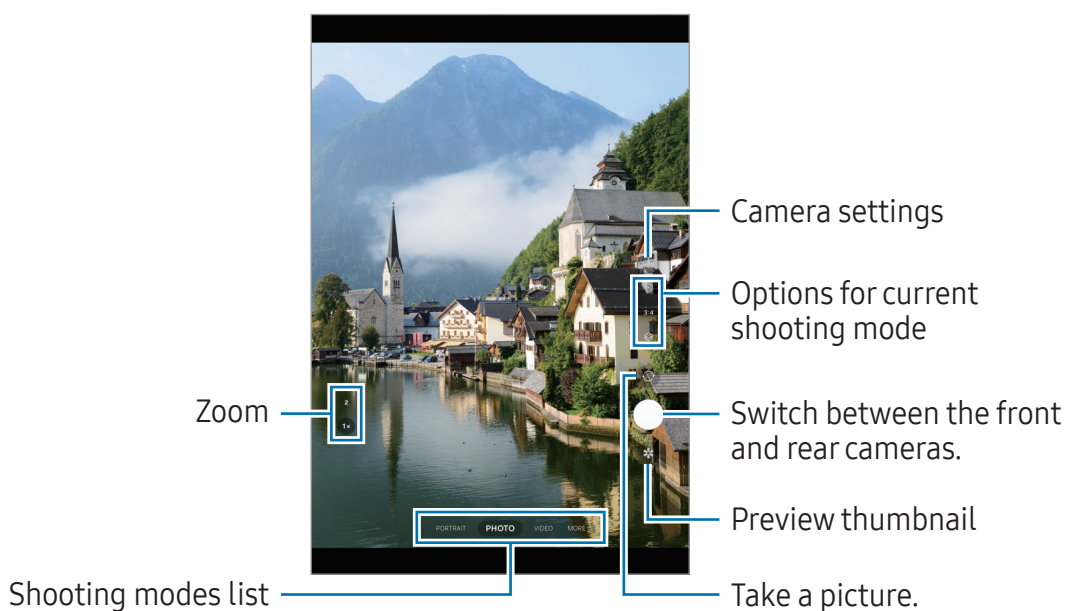 Camera settings
Options for current
shooting mode
3:4
Zoom
2
1×
Switch between the front
and rear cameras.
Preview thumbnail
PORTRAIT PHOTO VIDEO MORE
Shooting modes list
Take a picture.